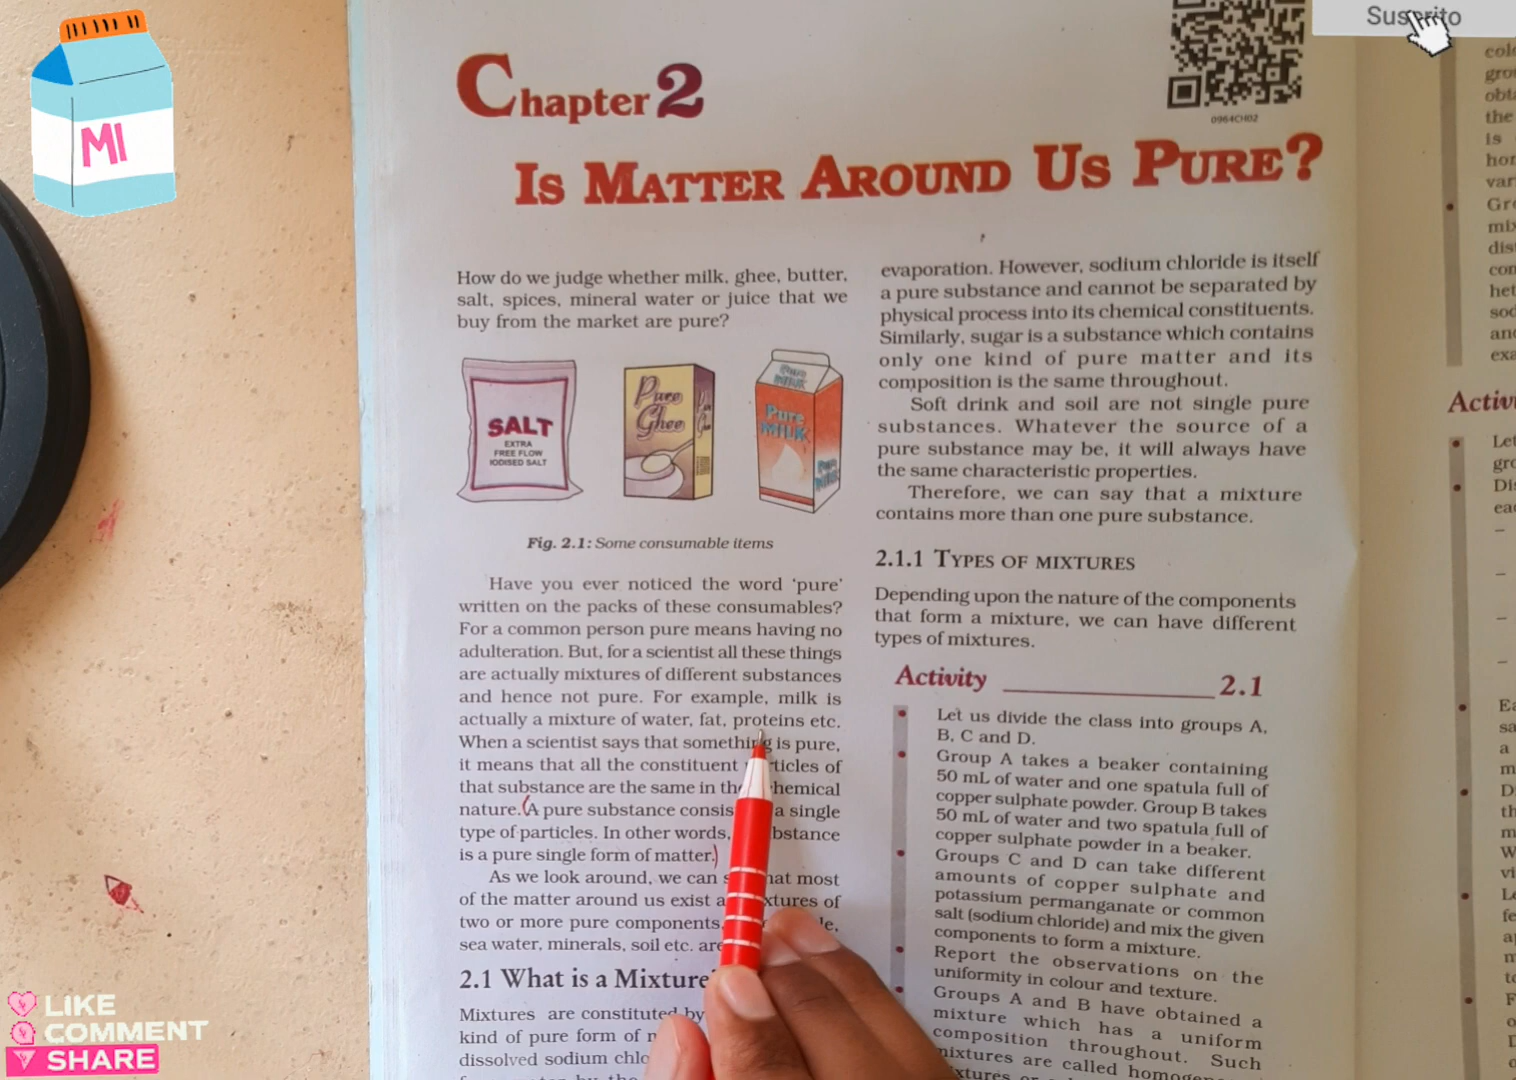 MI
Suscrito
Chapter 2
0964CH02
IS MATTER AROUND US PURE?
How do we judge whether milk, ghee, butter,
salt, spices, mineral water or juice that we
buy from the market are pure?
SALT
EXTRA
FREE FLOW
IODISED SALT
Pure
Ghee
Pure
MILK
Pure
MILK
Fig. 2.1: Some consumable items
Have you ever noticed the word ‘pure’
written on the packs of these consumables?
For a common person pure means having no
adulteration. But, for a scientist all these things
are actually mixtures of different substances
and hence not pure. For example, milk is
actually a mixture of water, fat, proteins etc.
When a scientist says that something is pure,
it means that all the constituent
that substance are the same in
nature. (A pure substance a single
type of particles. In other words,
is a pure single form of matter.)
As we look around, we can most
of the matter around us exist of
two or more pure components.
sea water, minerals, soil etc.
2.1 What is a Mixture
Mixtures are constituted by
kind of pure form of
dissolved sodium
evaporation. However, sodium chloride is itself
a pure substance and cannot be separated by
physical process into its chemical constituents.
Similarly, sugar is a substance which contains
only one kind of pure matter and its
composition is the same throughout.
Soft drink and soil are not single pure
substances. Whatever the source of a
pure substance may be, it will always have
the same characteristic properties.
Therefore, we can say that a mixture
contains more than one pure substance.
2.1.1 TYPES OF MIXTURES
Depending upon the nature of the components
that form a mixture, we can have different
types of mixtures.
Activity 2.1
• Let us divide the class into groups A,
B, C and D.
• Group A takes a beaker containing
50 mL of water and one spatula full of
copper sulphate powder. Group B takes
50 mL of water and two spatula full of
copper sulphate powder in a beaker.
• Groups C and D can take different
amounts of copper sulphate and
potassium permanganate or common
salt (sodium chloride) and mix the given
components to form a mixture.
• Report the observations on the
uniformity in colour and texture.
• Groups A and B have obtained a
mixture which has a uniform
composition throughout. Such
mixtures are called
LIKE
COMMENT
SHARE